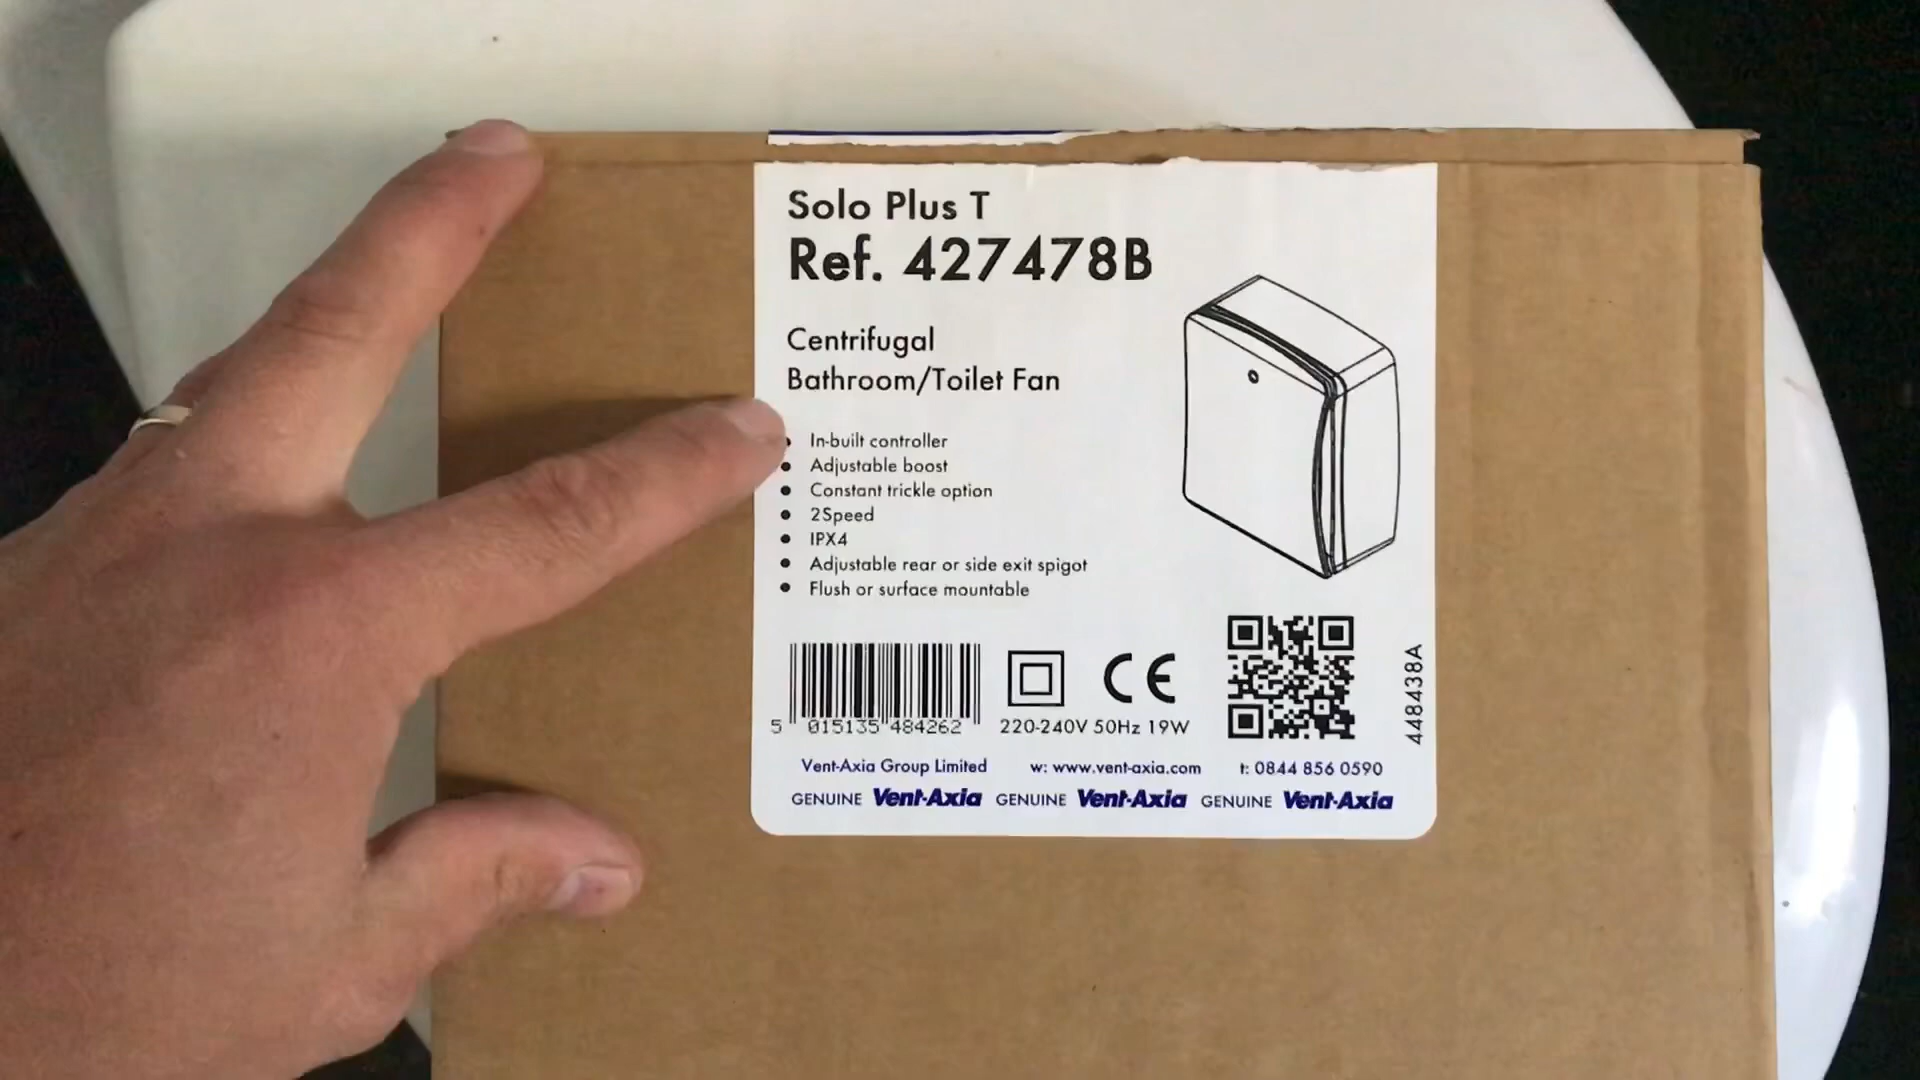 Solo Plus T
Ref. 427478B
Centrifugal
Bathroom/Toilet Fan
• In-built controller
• Adjustable boost
• Constant trickle option
• 2Speed
• IPX4
• Adjustable rear or side exit spigot
• Flush or surface mountable
CE
5 015135 484262
220-240V 50Hz 19W
448438A
Vent-Axia Group Limited w: www.vent-axia.com t: 0844 856 0590
GENUINE Vent-Axia GENUINE Vent-Axia GENUINE Vent-Axia